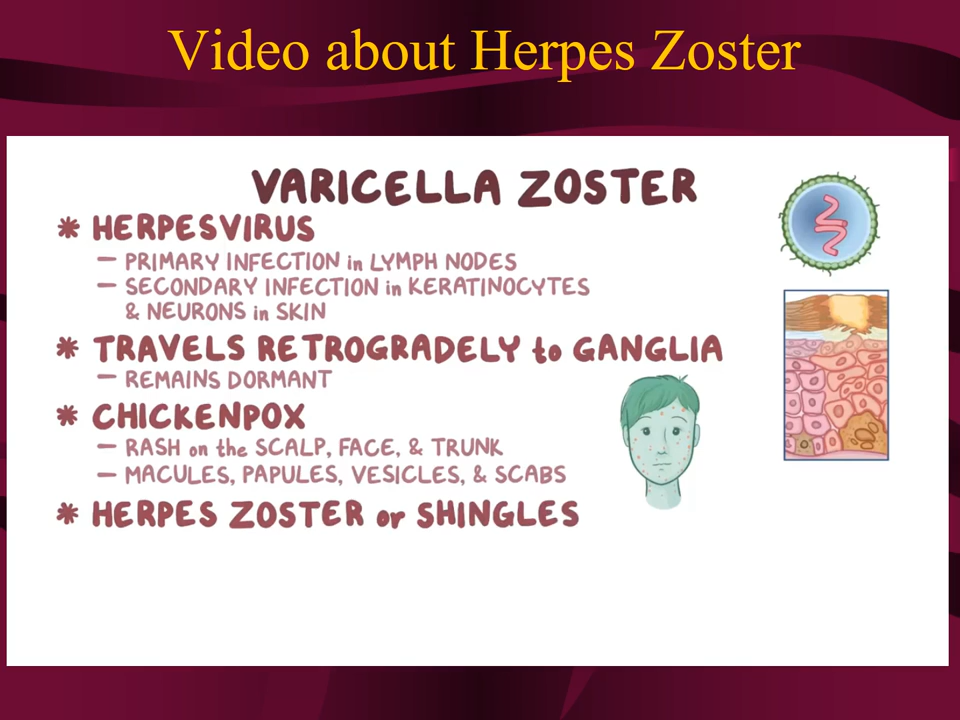 Video about Herpes Zoster
VARICELLA ZOSTER
* HERPESVIRUS
– PRIMARY INFECTION in LYMPH NODES
– SECONDARY INFECTION in KERATINOCYTES
& NEURONS in SKIN
* TRAVELS RETROGRADELY to GANGLIA
– REMAINS DORMANT
* CHICKENPOX
– RASH on the SCALP, FACE, & TRUNK
– MACULES, PAPULES, VESICLES, & SCABS
* HERPES ZOSTER or SHINGLES